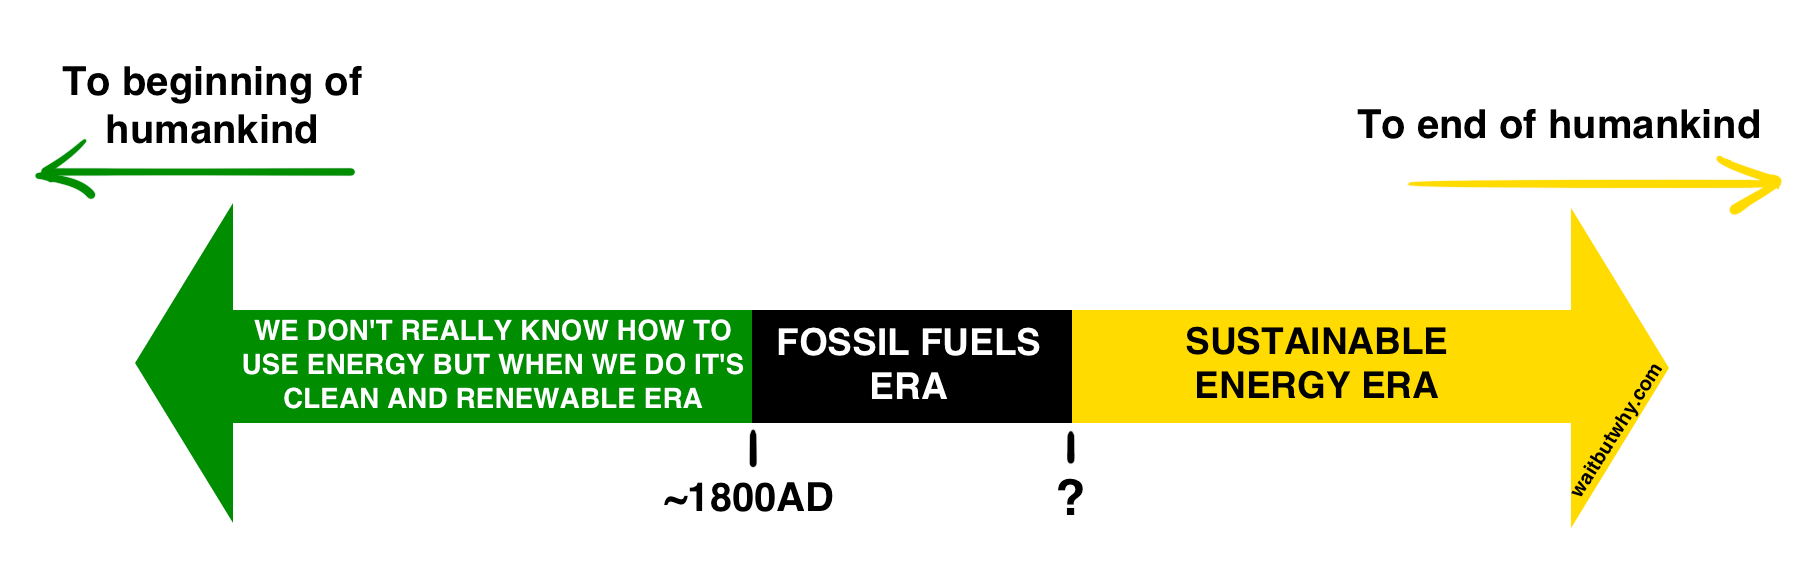 To beginning of
humankind
To end of humankind
WE DON'T REALLY KNOW HOW TO
USE ENERGY BUT WHEN WE DO IT'S
CLEAN AND RENEWABLE ERA
FOSSIL FUELS
ERA
SUSTAINABLE
ENERGY ERA
waitbutwhy.com
~1800AD
?